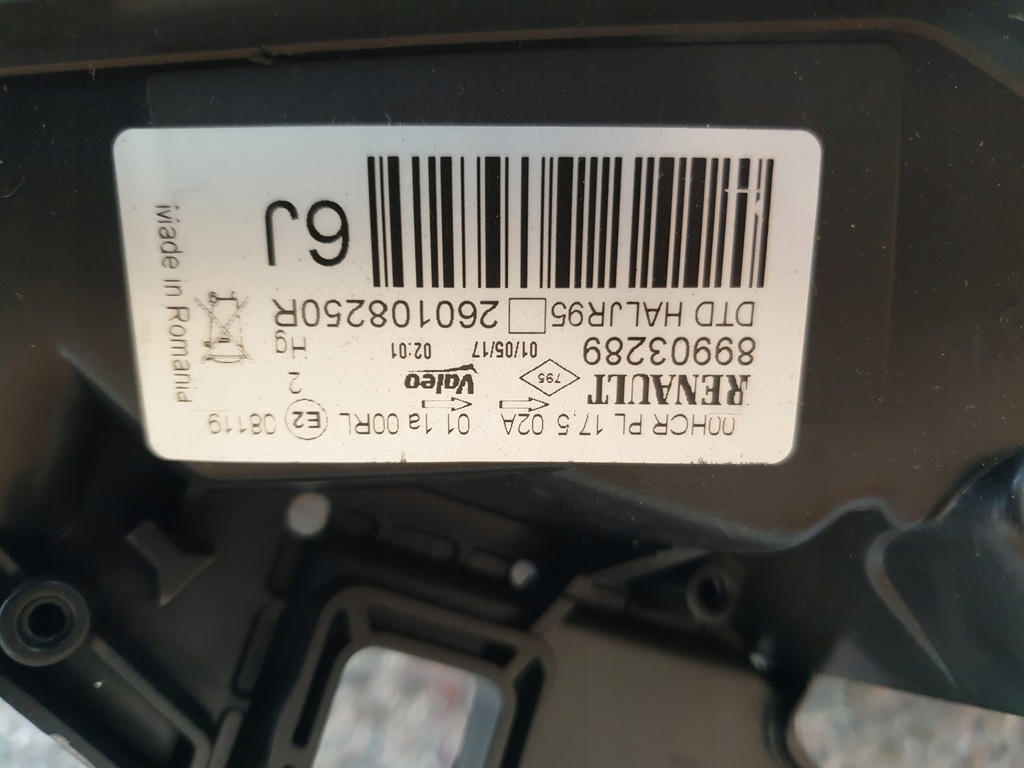 00HCR PL 17.5 02A 01 1a 00RL E2 08119
RENAULT 795 Valeo 2
89903289 01/05/17 02:01 Hg
DTD HALJR95 260108250R
6J
Made in Romania